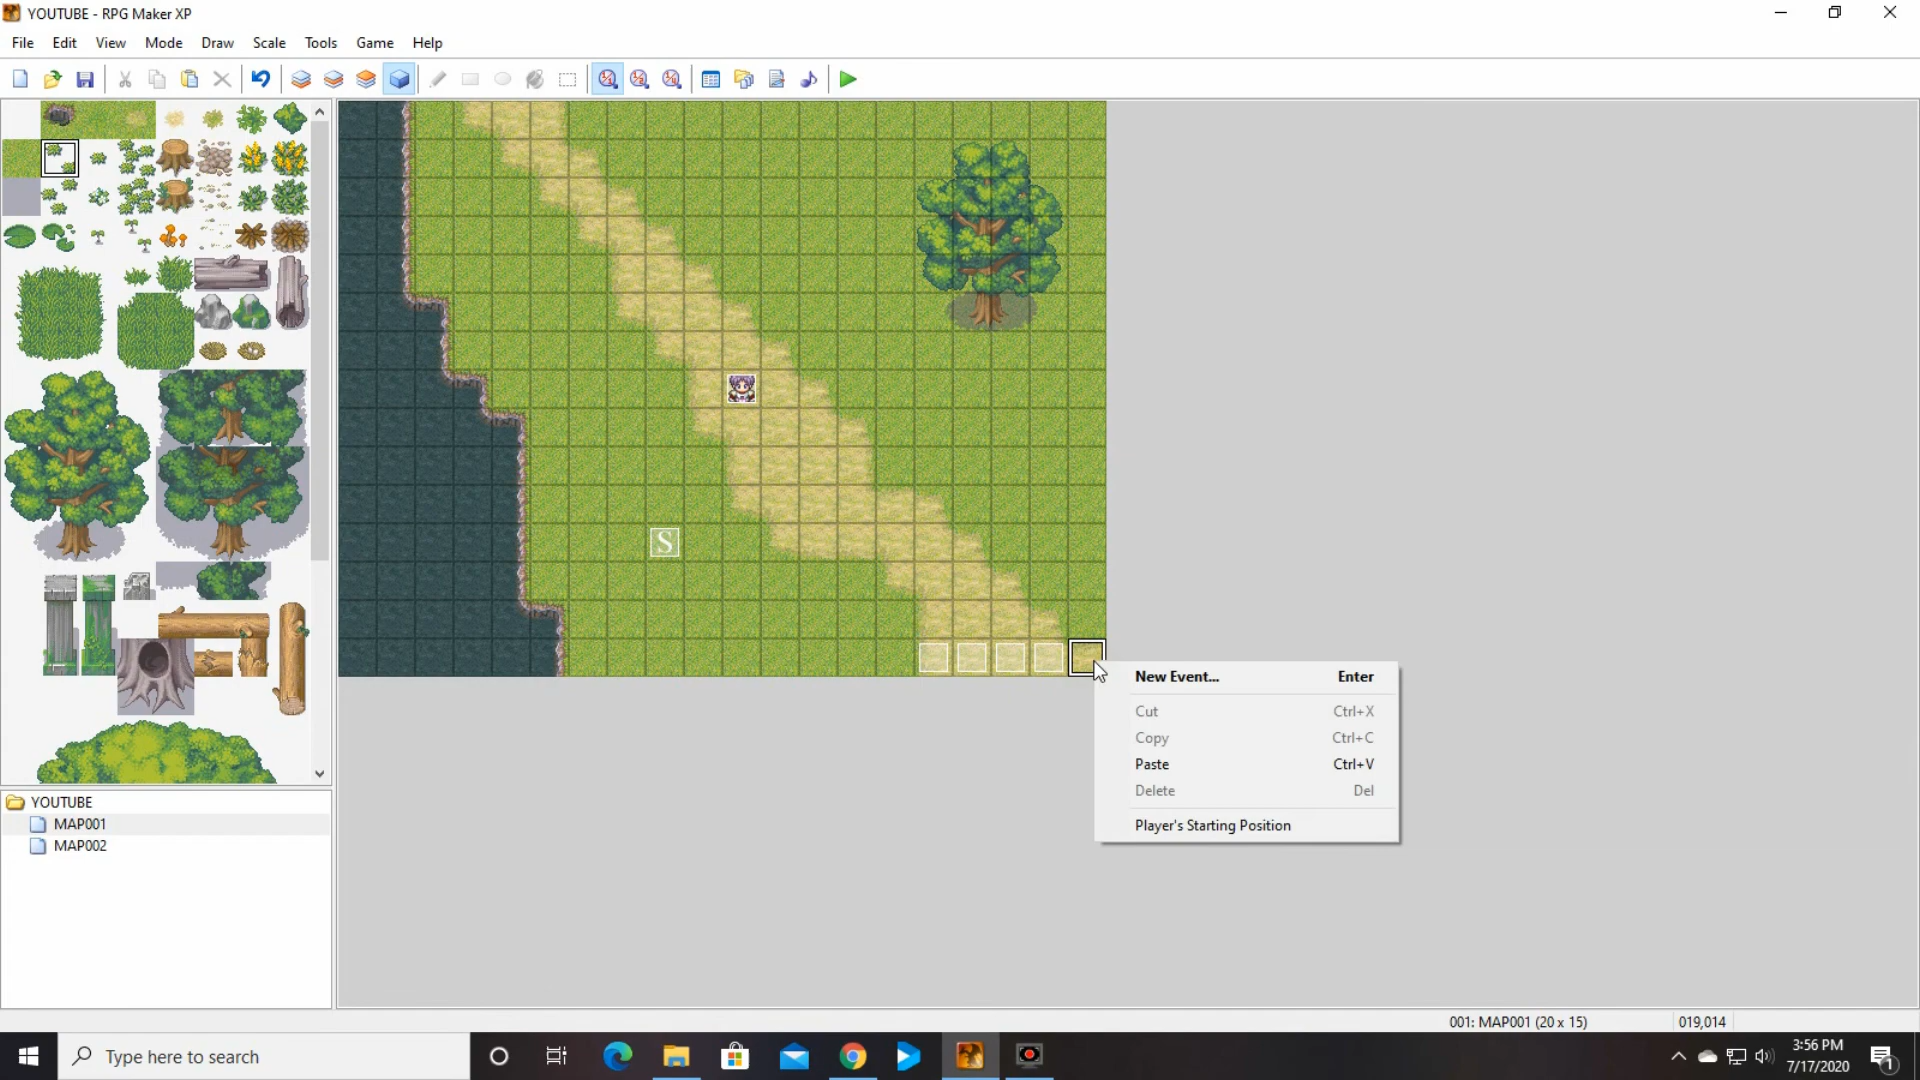 YOUTUBE - RPG Maker XP
File Edit View Mode Draw Scale Tools Game Help
S
New Event... Enter
Cut Ctrl+X
Copy Ctrl+C
Paste Ctrl+V
Delete Del
Player's Starting Position
YOUTUBE
MAP001
MAP002
001: MAP001 (20 x 15) 019,014
Type here to search
3:56 PM
7/17/2020
1